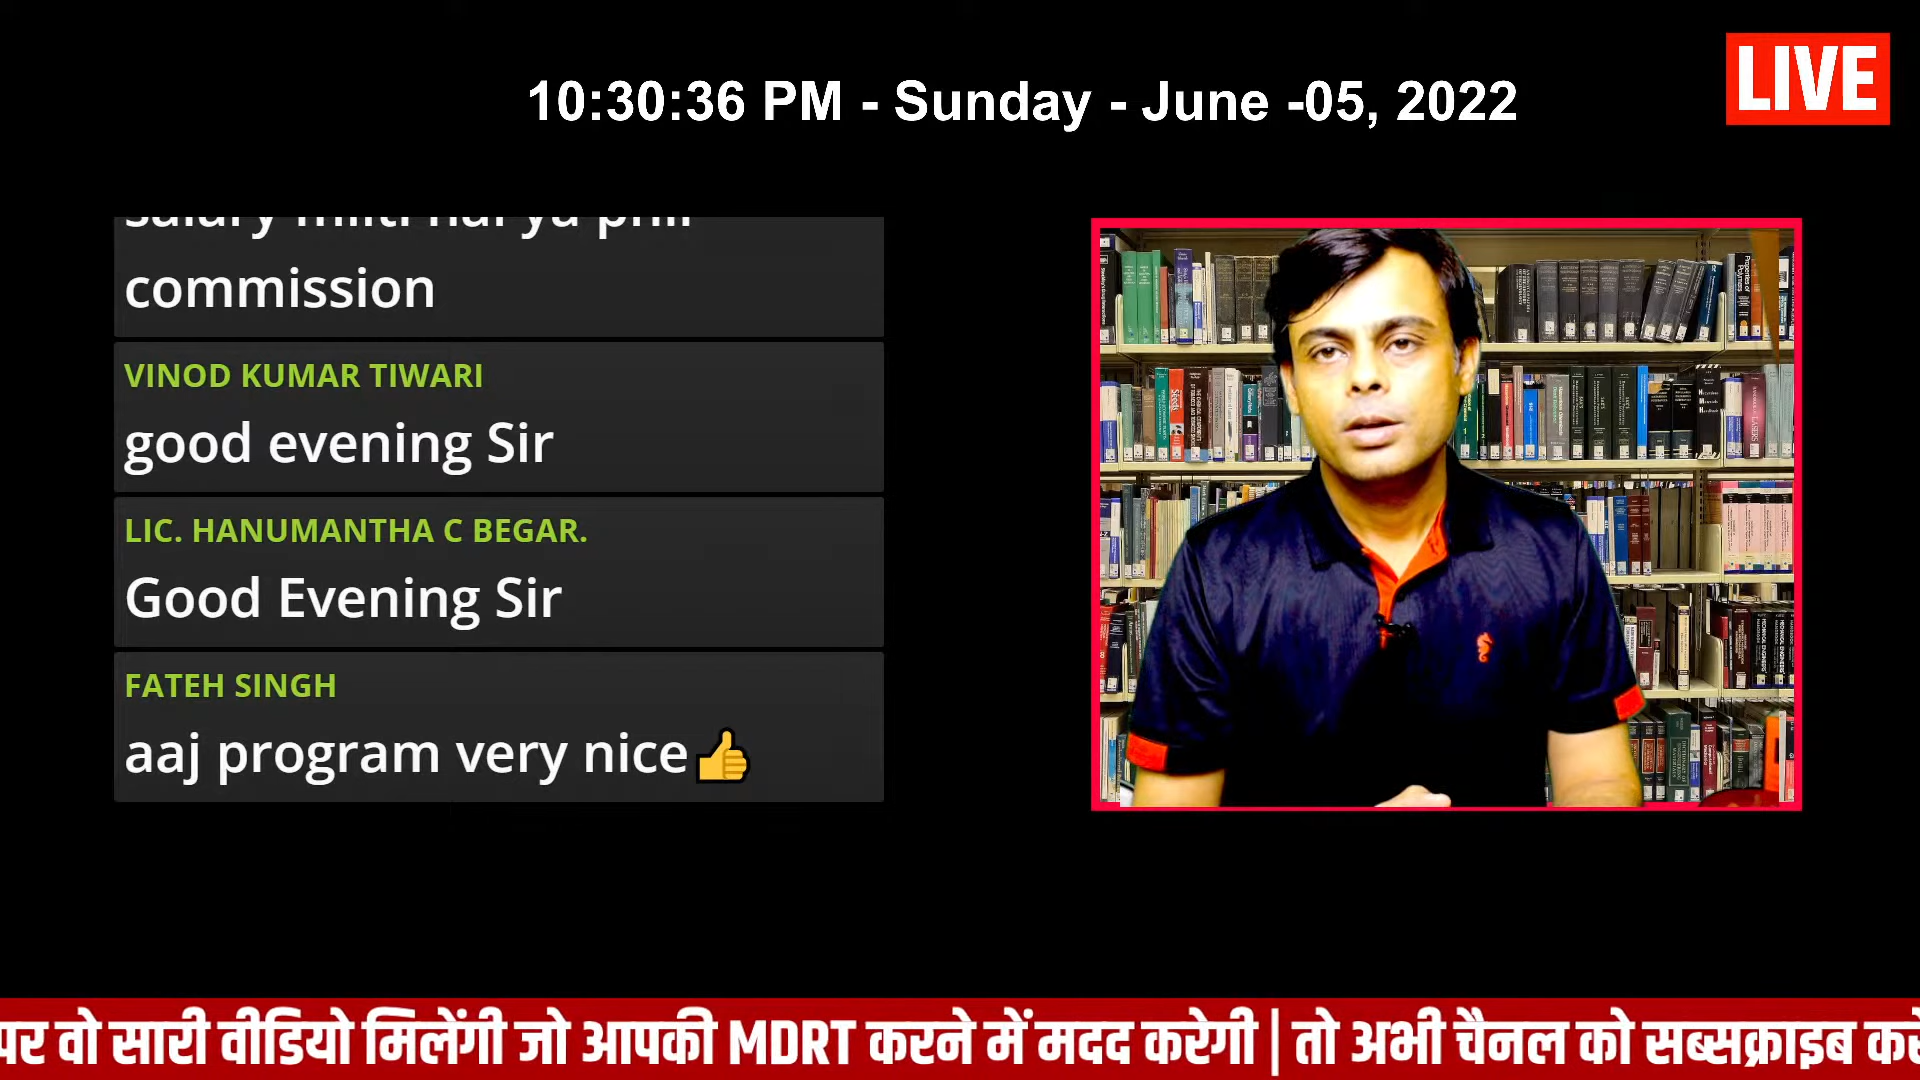 10:30:36 PM - Sunday - June -05, 2022
LIVE
commission
VINOD KUMAR TIWARI
good evening Sir
LIC. HANUMANTHA C BEGAR.
Good Evening Sir
FATEH SINGH
aaj program very nice👍
पर वो सारी वीडियो मिलेंगी जो आपकी MDRT करने में मदद करेगी | तो अभी चैनल को सब्सक्राइब करे